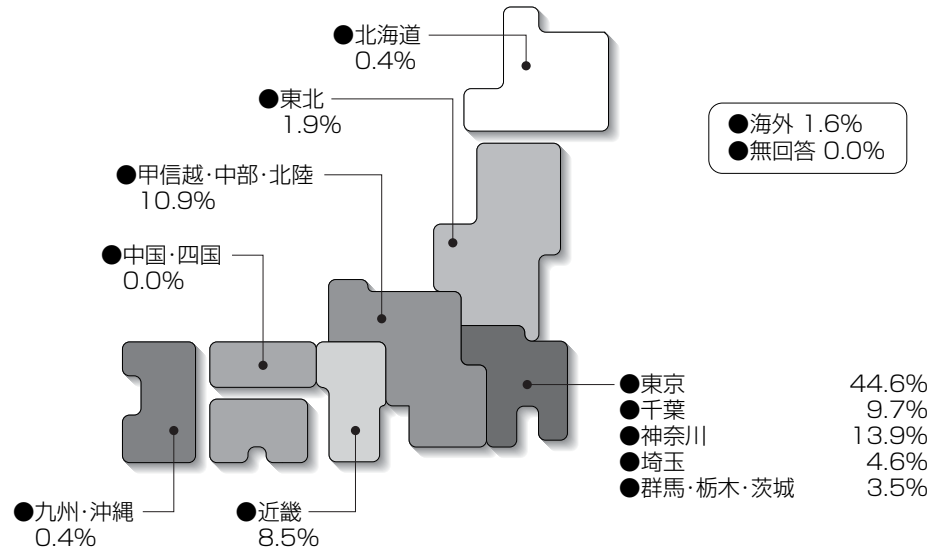 ●北海道
0.4%
●東北
1.9%
●海外 1.6%
●無回答 0.0%
●甲信越・中部・北陸
10.9%
●中国・四国
0.0%
●東京 44.6%
●千葉 9.7%
●神奈川 13.9%
●埼玉 4.6%
●群馬・栃木・茨城 3.5%
●九州・沖縄
0.4%
●近畿
8.5%